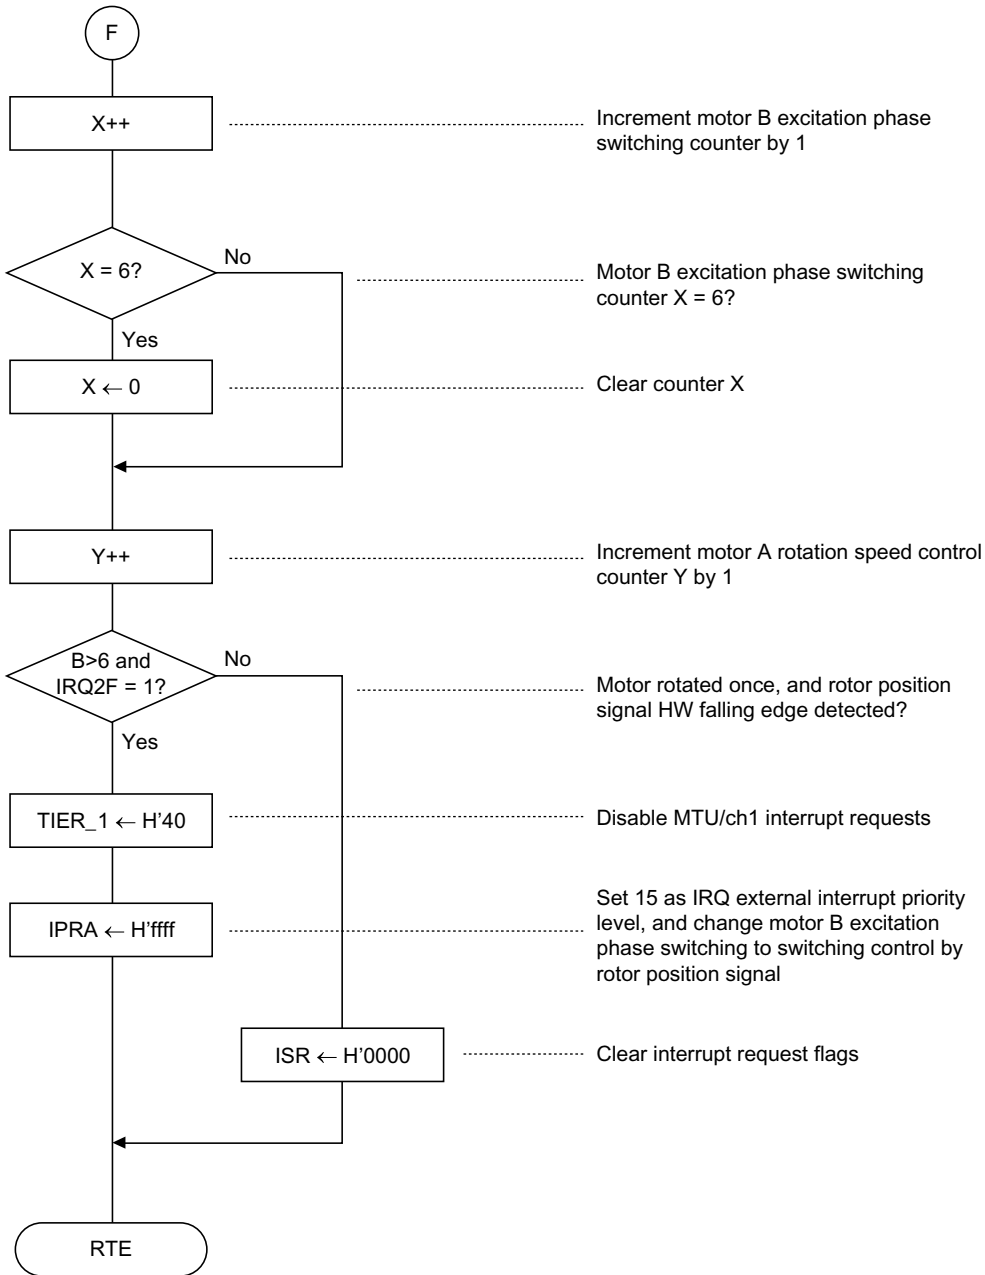 F
X++
Increment motor B excitation phase
switching counter by 1
X = 6?
No
Motor B excitation phase switching
counter X = 6?
Yes
X ← 0
Clear counter X
Y++
Increment motor A rotation speed control
counter Y by 1
B>6 and
IRQ2F = 1?
No
Motor rotated once, and rotor position
signal HW falling edge detected?
Yes
TIER_1 ← H'40
Disable MTU/ch1 interrupt requests
IPRA ← H'ffff
Set 15 as IRQ external interrupt priority
level, and change motor B excitation
phase switching to switching control by
rotor position signal
ISR ← H'0000
Clear interrupt request flags
RTE